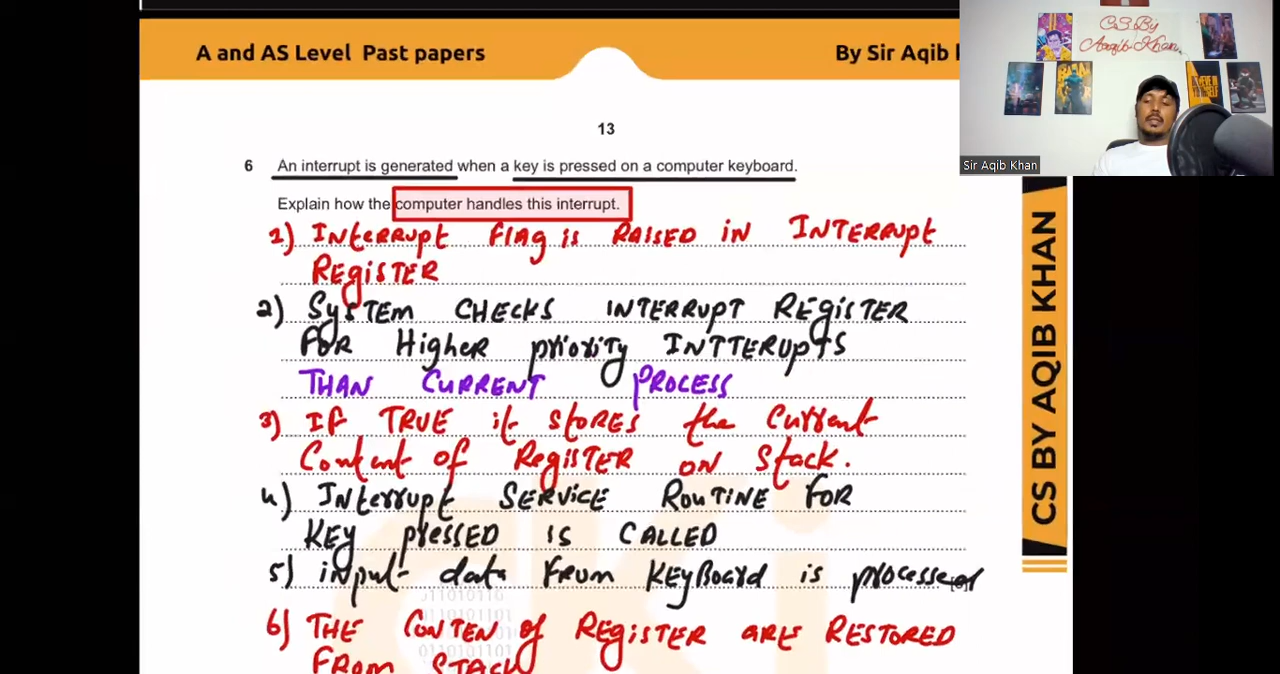 A and AS Level Past papers
By Sir Aqib
CS By
Aaqib Khan
Sir Aqib Khan
13
6 An interrupt is generated when a key is pressed on a computer keyboard.
Explain how the computer handles this interrupt.
1) INterrupt flag is RAISED in INTERRUPT
REgiSTER
2) SySTEm CHECKS INTERRUPT REgiSTER
FOR Higher priority INTTERUPTS
THAN CURRENT PROCESS
3) IF TRUE it STORES the Current
Content of RegiSTER ON Stack.
4) INterrupt SERVICE ROUTINE FOR
KEY pressED IS CALLED
5) input data From KEYBoard is processed
6) THE CONTEN of REgiSTER ARE RESTORED
FROM STACK
CS BY AQIB KHAN